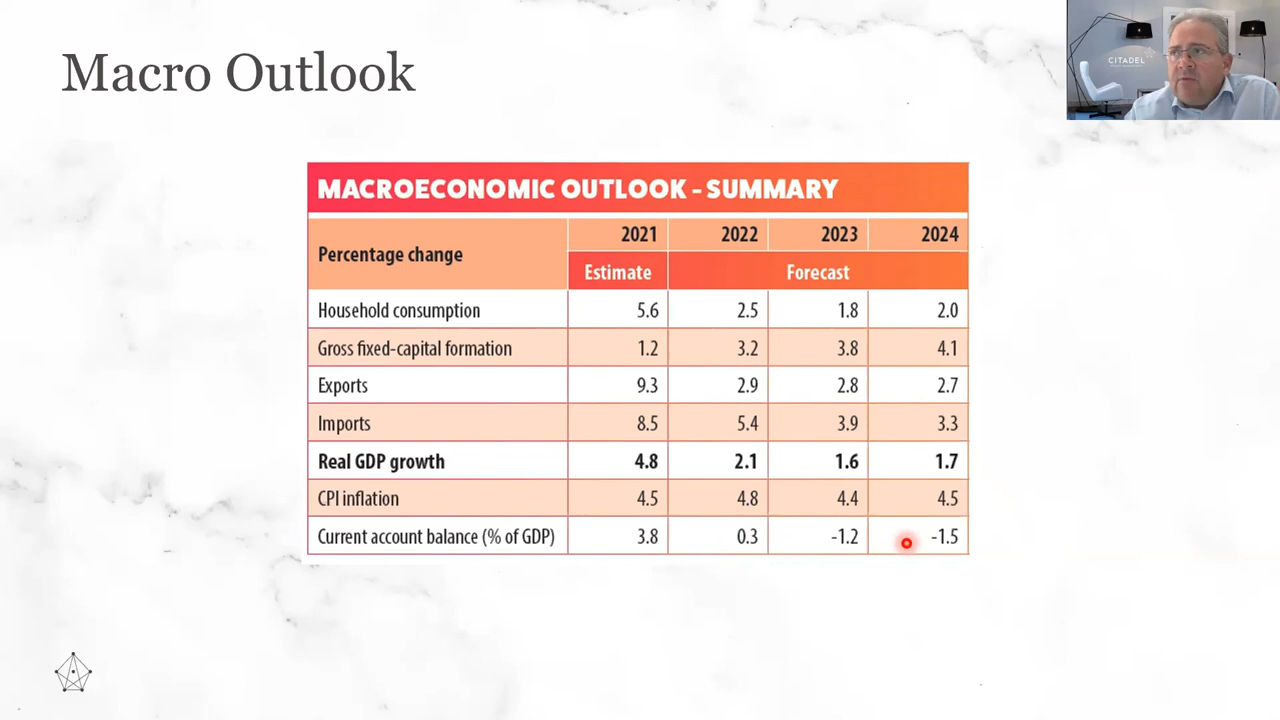 Macro Outlook
CITADEL
MACROECONOMIC OUTLOOK - SUMMARY
Percentage change 2021 2022 2023 2024
Estimate Forecast
Household consumption 5.6 2.5 1.8 2.0
Gross fixed-capital formation 1.2 3.2 3.8 4.1
Exports 9.3 2.9 2.8 2.7
Imports 8.5 5.4 3.9 3.3
Real GDP growth 4.8 2.1 1.6 1.7
CPI inflation 4.5 4.8 4.4 4.5
Current account balance (% of GDP) 3.8 0.3 -1.2 -1.5